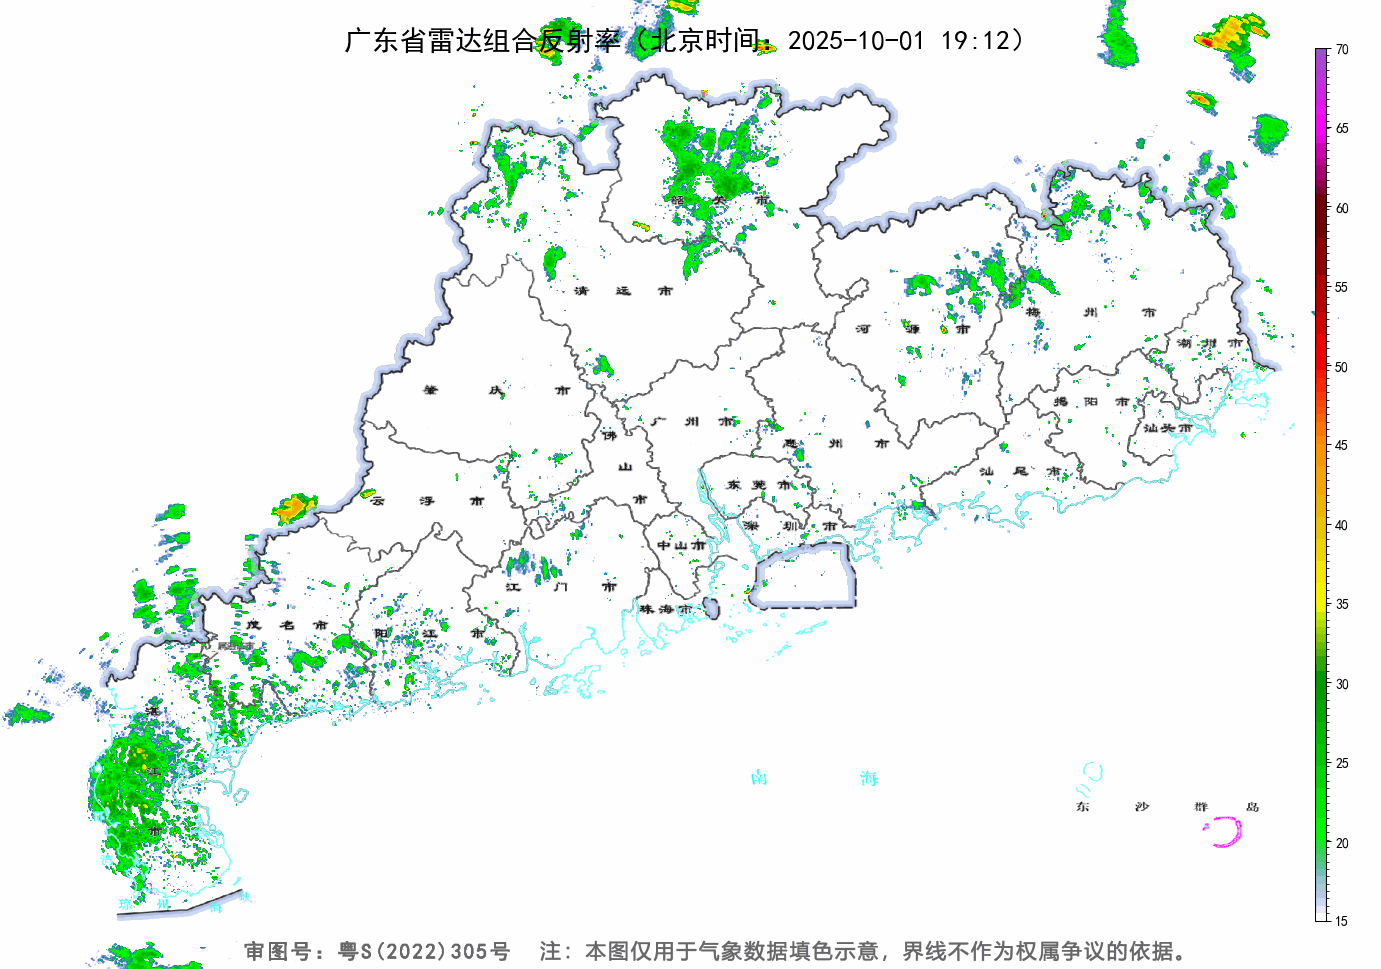 广东省雷达组合反射率（北京时间：2025-10-01 19:12）
70
65
60
55
50
45
40
35
30
25
20
15
韶关市
清远市
河源市
梅州市
潮州市
肇庆市
广州市
惠州市
揭阳市
汕头市
佛山市
云浮市
东莞市
汕尾市
深圳市
中山市
江门市
珠海市
茂名市
阳江市
湛江市
南海
东沙群岛
琼州海峡
审图号：粤S(2022)305号 注：本图仅用于气象数据填色示意，界线不作为权属争议的依据。